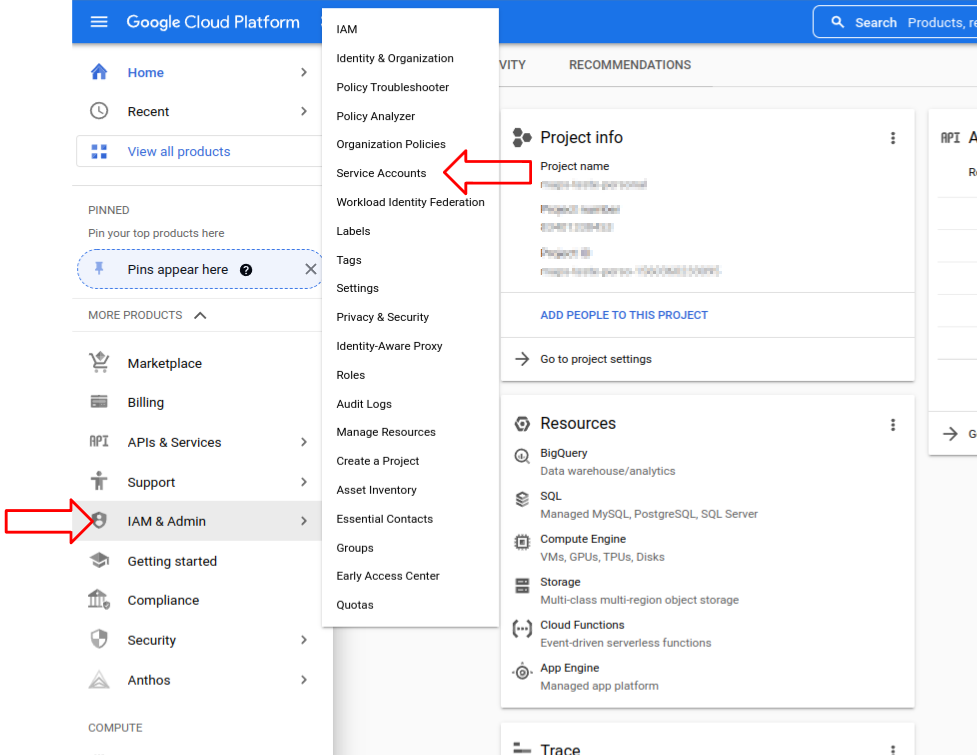 Google Cloud Platform
Search Products, re
Home
Recent
View all products
PINNED
Pin your top products here
Pins appear here
MORE PRODUCTS
Marketplace
Billing
API APIs & Services
Support
IAM & Admin
Getting started
Compliance
Security
Anthos
COMPUTE
IAM
Identity & Organization
Policy Troubleshooter
Policy Analyzer
Organization Policies
Service Accounts
Workload Identity Federation
Labels
Tags
Settings
Privacy & Security
Identity-Aware Proxy
Roles
Audit Logs
Manage Resources
Create a Project
Asset Inventory
Essential Contacts
Groups
Early Access Center
Quotas
VITY RECOMMENDATIONS
Project info
Project name
Project number
Project ID
ADD PEOPLE TO THIS PROJECT
Go to project settings
Resources
BigQuery
Data warehouse/analytics
SQL
Managed MySQL, PostgreSQL, SQL Server
Compute Engine
VMs, GPUs, TPUs, Disks
Storage
Multi-class multi-region object storage
Cloud Functions
Event-driven serverless functions
App Engine
Managed app platform
Trace
API A
Re
G